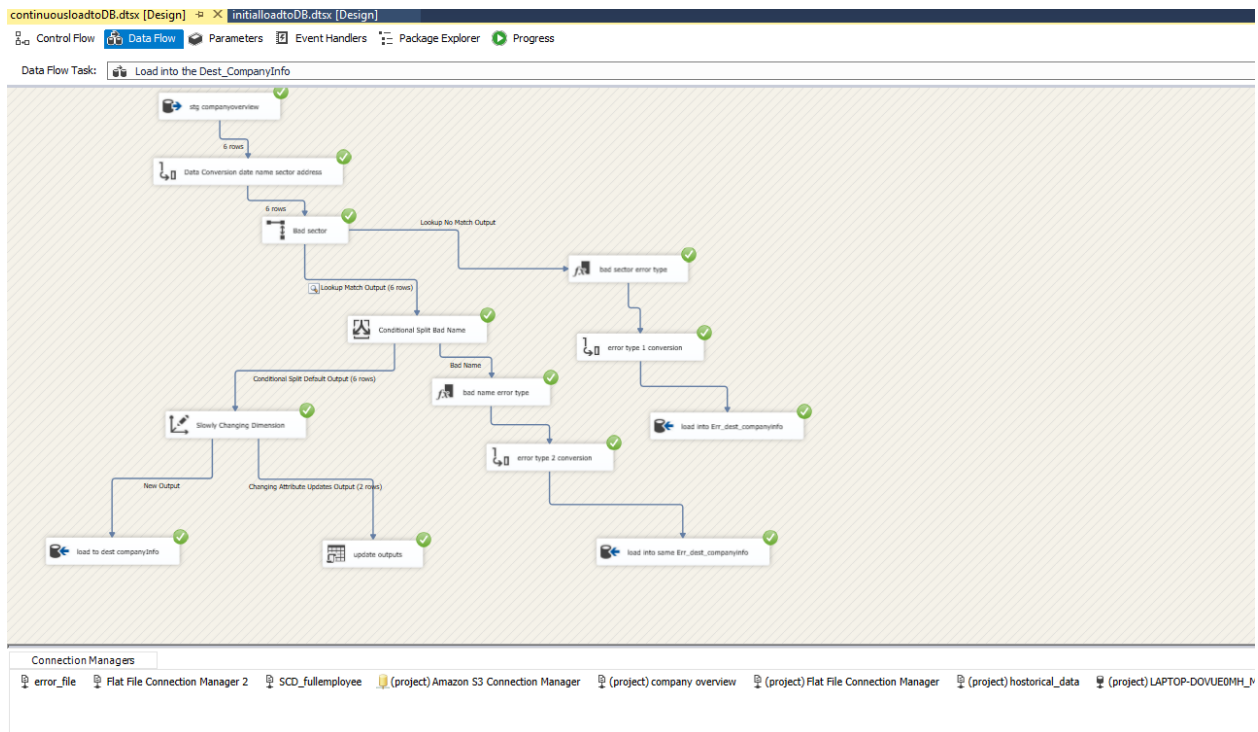 continuousloadtoDB.dtsx [Design]
initialloadtoDB.dtsx [Design]
Control Flow
Data Flow
Parameters
Event Handlers
Package Explorer
Progress
Data Flow Task:
Load into the Dest_CompanyInfo
stg companyoverview
6 rows
Data Conversion date name sector address
6 rows
Bad sector
Lookup No Match Output
bad sector error type
Lookup Match Output (6 rows)
Conditional Split Bad Name
error type 1 conversion
Bad Name
Conditional Split Default Output (6 rows)
bad name error type
Slowly Changing Dimension
load into Err_dest_companyinfo
error type 2 conversion
New Output
Changing Attribute Updates Output (2 rows)
load to dest companyInfo
update outputs
load into same Err_dest_companyinfo
Connection Managers
error_file
Flat File Connection Manager 2
SCD_fullemployee
(project) Amazon S3 Connection Manager
(project) company overview
(project) Flat File Connection Manager
(project) hostorical_data
(project) LAPTOP-DOVUE0MH_M